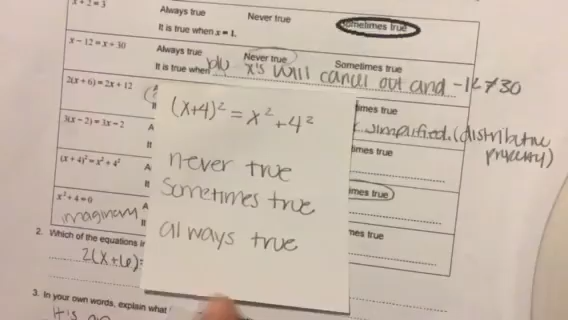 x + 2 = 3
Always true Never true Sometimes true
It is true when x = 1.
x − 12 = x + 30
Always true Never true Sometimes true
It is true when x's will cancel out and -12 ≠ 30
2(x + 6) = 2x + 12
simplified. (distributive
property)
3(x − 2) = 3x − 2
(x + 4)² = x² + 4²
x² + 4 = 0
imaginary
(x+4)² = x² + 4²
never true
sometimes true
always true
2. Which of the equations
2(x+6)=
3. In your own words, explain what
It's